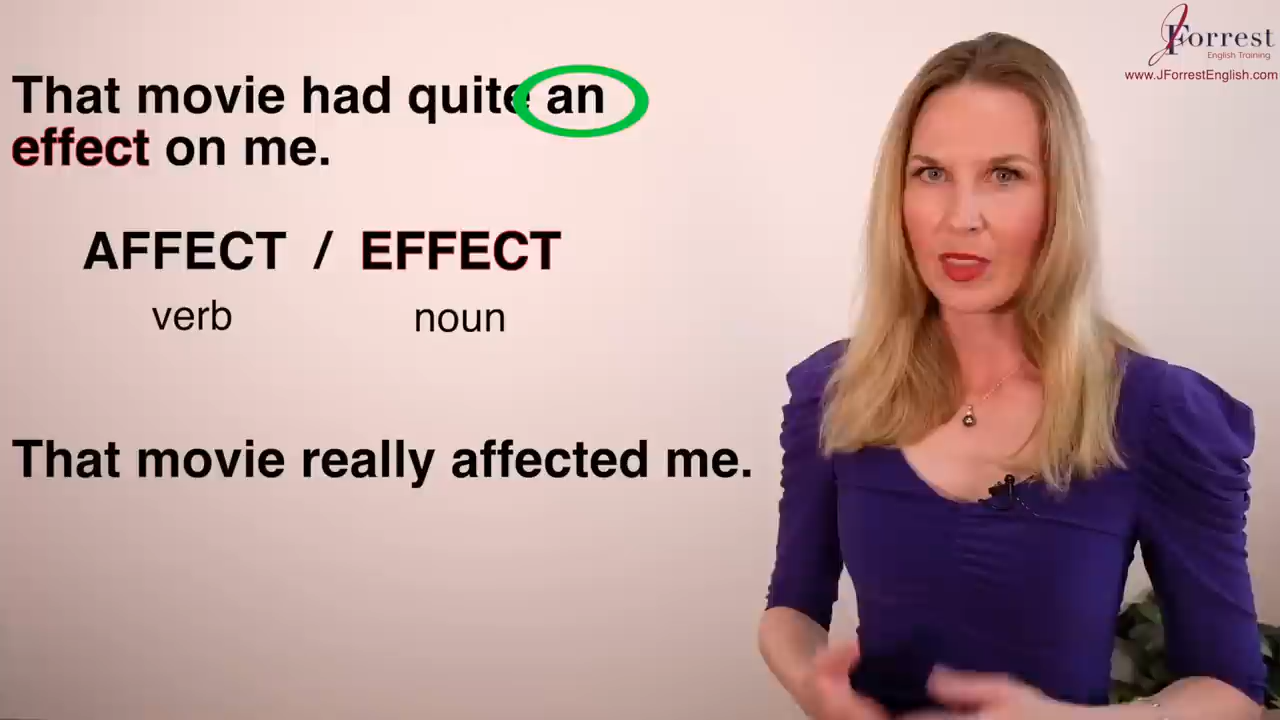 JForrest
English Training
www.JForrestEnglish.com
That movie had quite an
effect on me.
AFFECT / EFFECT
verb noun
That movie really affected me.